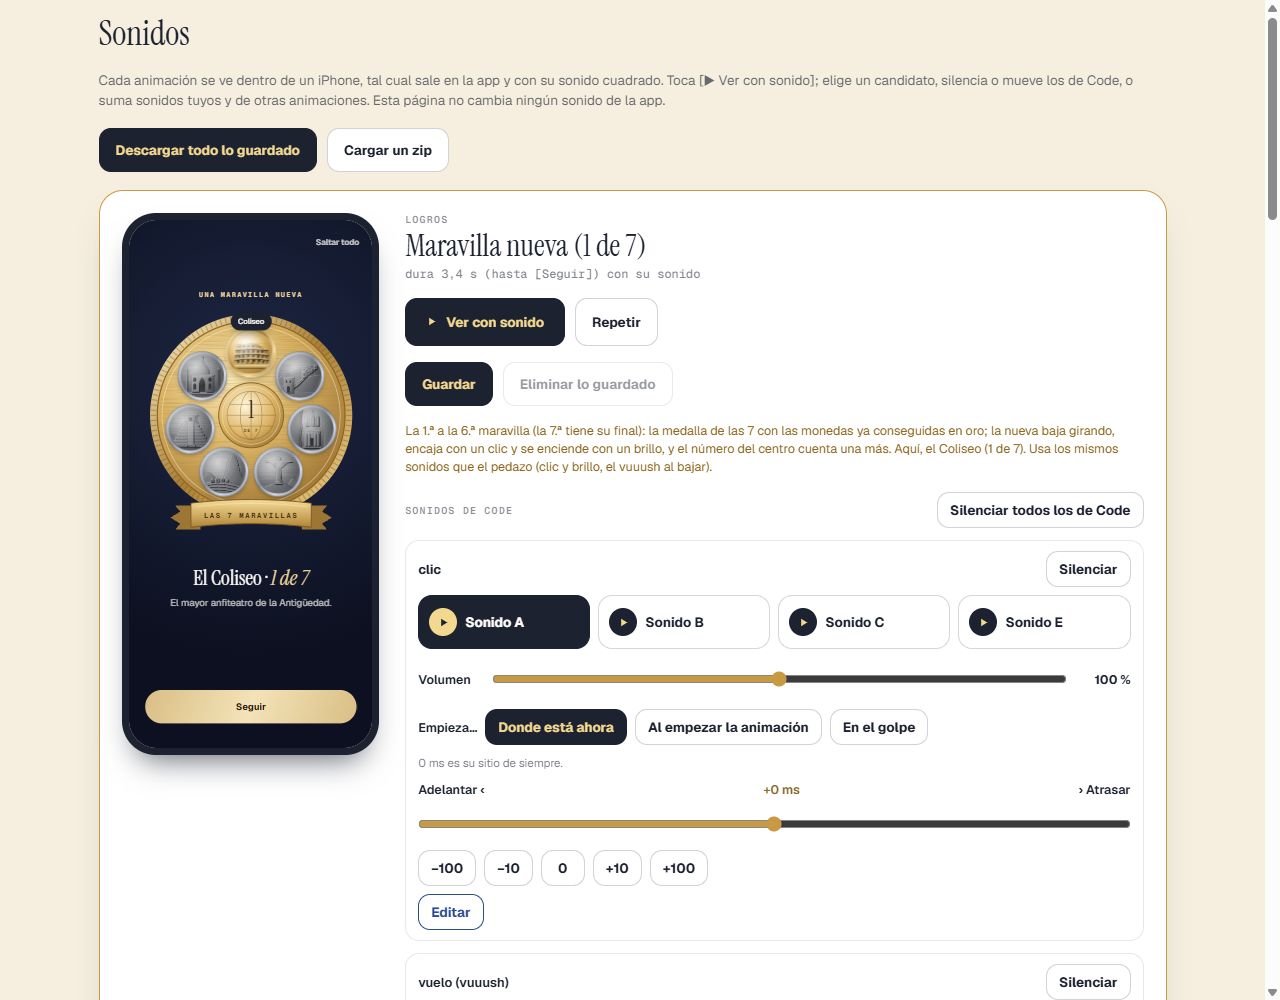 Sonidos
Cada animación se ve dentro de un iPhone, tal cual sale en la app y con su sonido cuadrado. Toca [▶ Ver con sonido]; elige un candidato, silencia o mueve los de Code, o
suma sonidos tuyos y de otras animaciones. Esta página no cambia ningún sonido de la app.
Descargar todo lo guardado
Cargar un zip
Saltar todo
UNA MARAVILLA NUEVA
Coliseo
1
DE 7
LAS 7 MARAVILLAS
El Coliseo · 1 de 7
El mayor anfiteatro de la Antigüedad.
Seguir
LOGROS
Maravilla nueva (1 de 7)
dura 3,4 s (hasta [Seguir]) con su sonido
Ver con sonido
Repetir
Guardar
Eliminar lo guardado
La 1.ª a la 6.ª maravilla (la 7.ª tiene su final): la medalla de las 7 con las monedas ya conseguidas en oro; la nueva baja girando,
encaja con un clic y se enciende con un brillo, y el número del centro cuenta una más. Aquí, el Coliseo (1 de 7). Usa los mismos
sonidos que el pedazo (clic y brillo, el vuuush al bajar).
SONIDOS DE CODE
Silenciar todos los de Code
clic
Silenciar
Sonido A
Sonido B
Sonido C
Sonido E
Volumen
100 %
Empieza...
Donde está ahora
Al empezar la animación
En el golpe
0 ms es su sitio de siempre.
Adelantar ‹
+0 ms
› Atrasar
−100
−10
0
+10
+100
Editar
vuelo (vuuush)
Silenciar